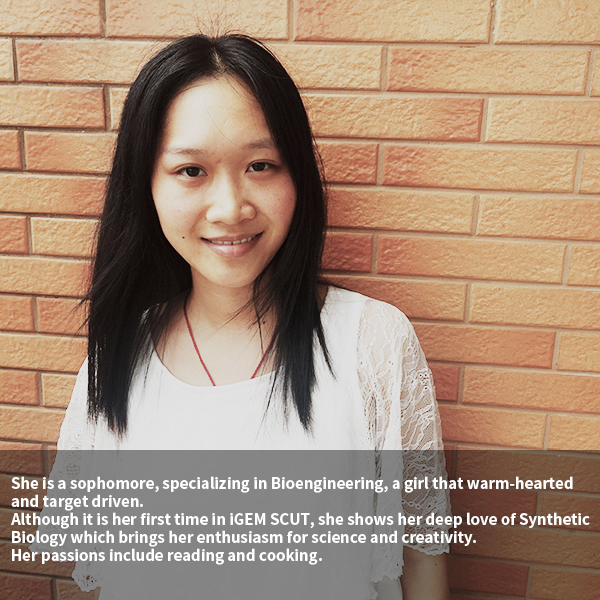 She is a sophomore, specializing in Bioengineering, a girl that warm-hearted
and target driven.
Although it is her first time in iGEM SCUT, she shows her deep love of Synthetic
Biology which brings her enthusiasm for science and creativity.
Her passions include reading and cooking.